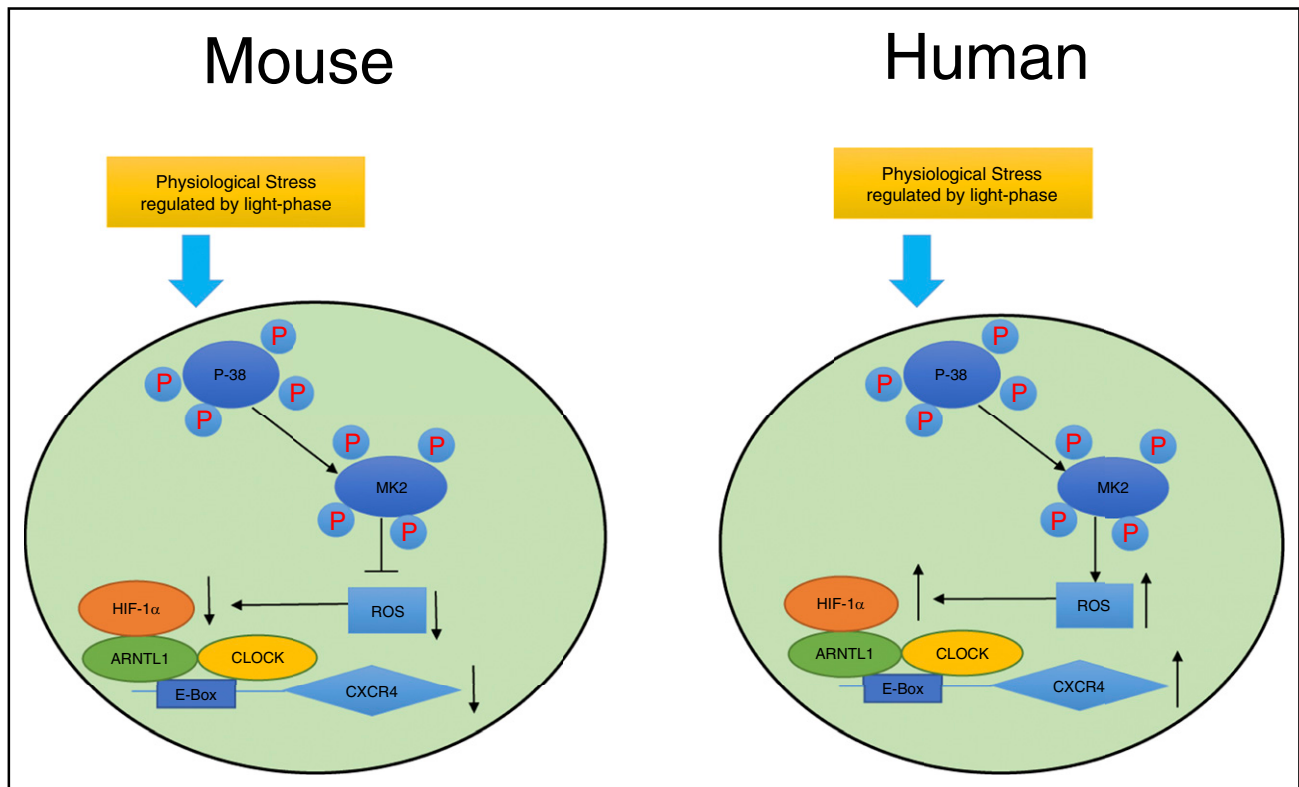 Mouse
Physiological Stress
regulated by light-phase
P
P-38
P
P
P
P
P
MK2
P
P
HIF-1α
ROS
ARNTL1
CLOCK
E-Box
CXCR4
Human
Physiological Stress
regulated by light-phase
P
P-38
P
P
P
P
P
MK2
P
P
HIF-1α
ROS
ARNTL1
CLOCK
E-Box
CXCR4